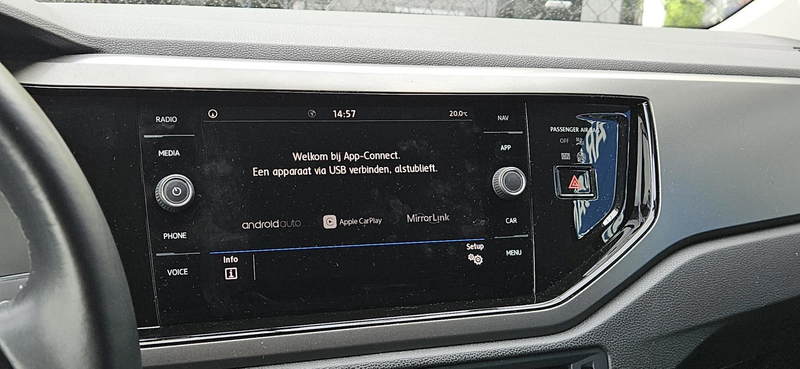 RADIO
MEDIA
PHONE
VOICE
14:57
20.0°C
Welkom bij App-Connect.
Een apparaat via USB verbinden, alstublieft.
androidauto
Apple CarPlay
MirrorLink
Info
Setup
NAV
APP
CAR
MENU
PASSENGER AIR
OFF